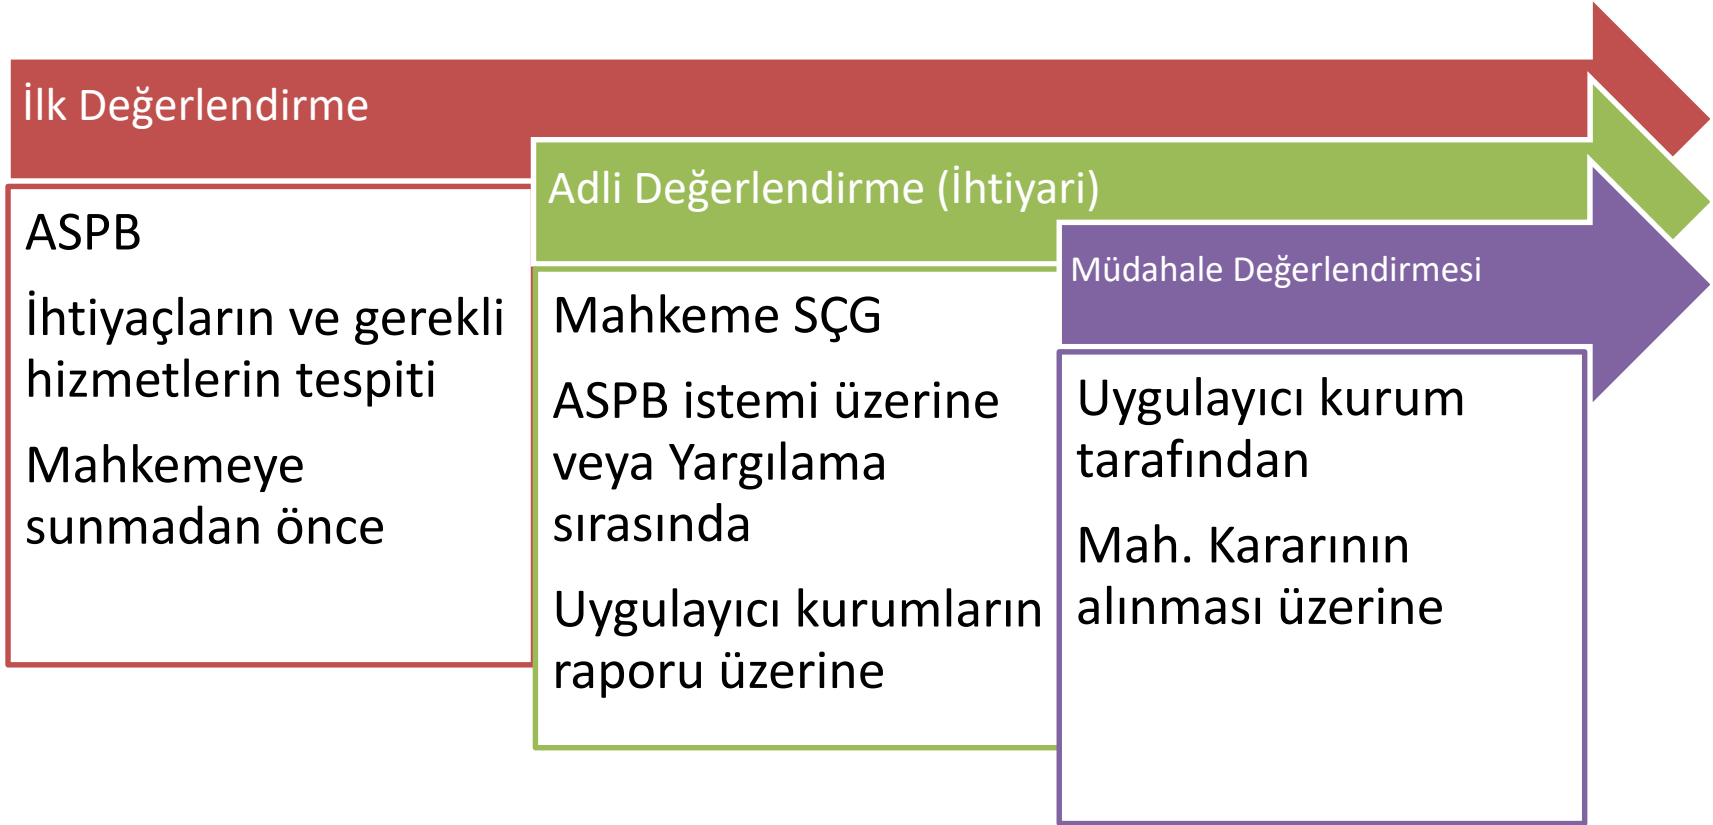 İlk Değerlendirme
ASPB
İhtiyaçların ve gerekli
hizmetlerin tespiti
Mahkemeye
sunmadan önce
Adli Değerlendirme (İhtiyari)
Mahkeme SÇG
ASPB istemi üzerine
veya Yargılama
sırasında
Uygulayıcı kurumların
raporu üzerine
Müdahale Değerlendirmesi
Uygulayıcı kurum
tarafından
Mah. Kararının
alınması üzerine